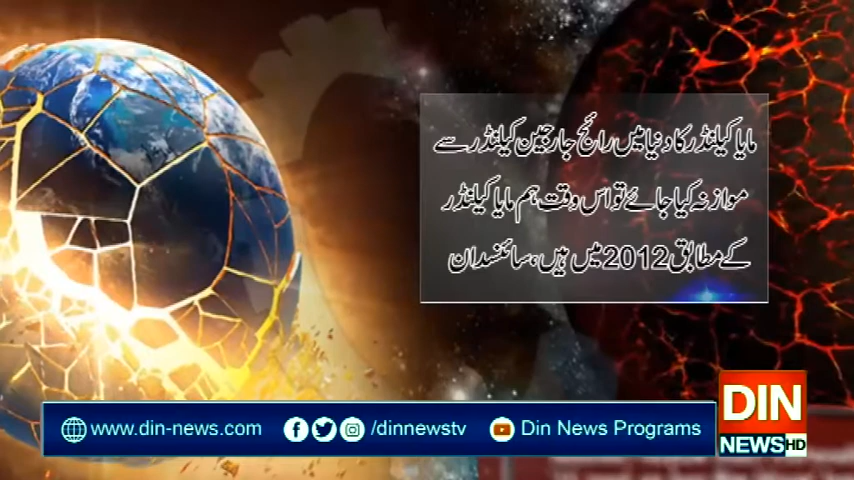 مایا کیلنڈر کا دنیا میں رائج جارجین کیلنڈر سے
موازنہ کیا جائے تو اس وقت ہم مایا کیلنڈر
کے مطابق 2012 میں ہیں، سائنسدان
www.din-news.com
/dinnewstv
Din News Programs
DIN
NEWS HD